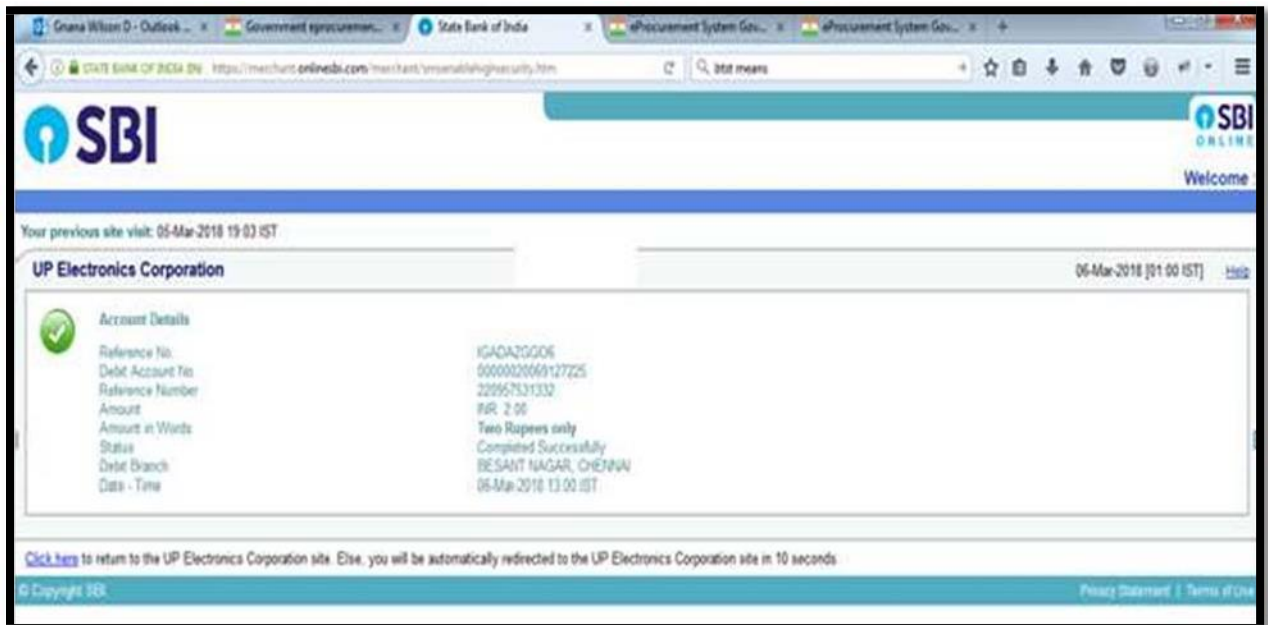 Gnana Wilson D - Outlook ...
Government eprocuremen...
State Bank of India
eProcurement System Gov...
eProcurement System Gov...
STATE BANK OF INDIA (IN) https://merchant.onlinesbi.com/merchant/
btst means
SBI
SBI
ONLINE
Welcome :
Your previous site visit: 05-Mar-2018 19:03 IST
UP Electronics Corporation
06-Mar-2018 [01:00 IST] Help
Account Details
Reference No. IGADAZGGO6
Debit Account No. 00000020069127225
Reference Number 220957531332
Amount INR 2.00
Amount in Words Two Rupees only
Status Completed Successfully
Debit Branch BESANT NAGAR, CHENNAI
Date - Time 06-Mar-2018 13:00 IST
Click here to return to the UP Electronics Corporation site. Else, you will be automatically redirected to the UP Electronics Corporation site in 10 seconds
© Copyright SBI
Privacy Statement | Terms of Use